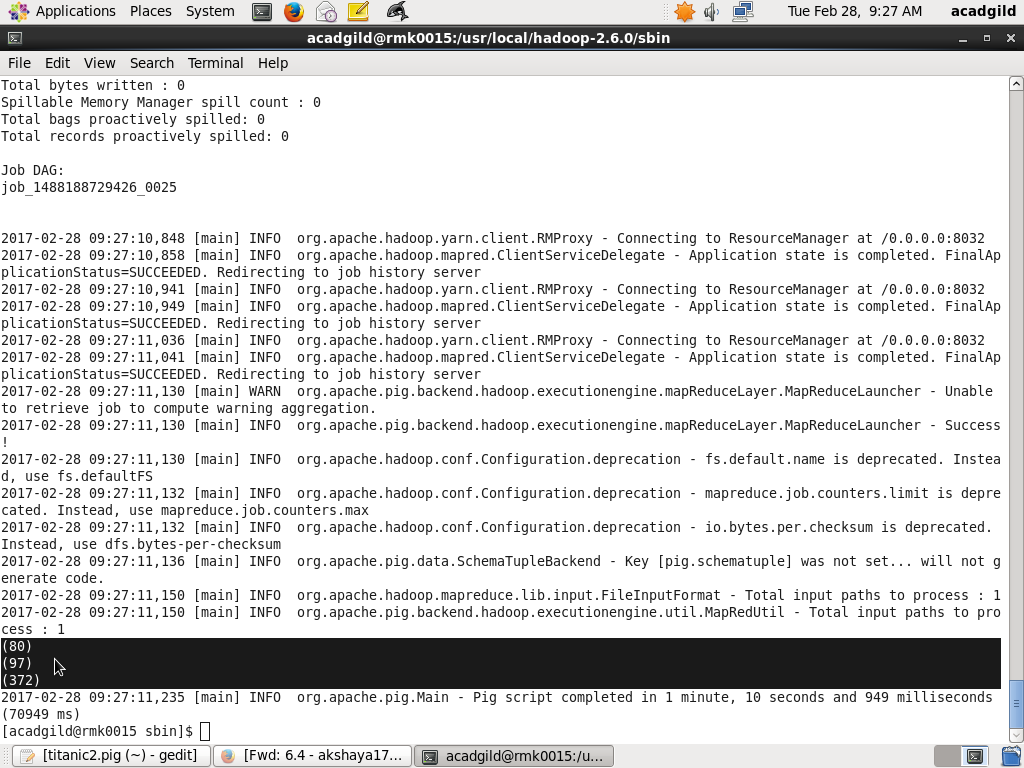 Applications Places System Tue Feb 28, 9:27 AM acadgild
acadgild@rmk0015:/usr/local/hadoop-2.6.0/sbin
File Edit View Search Terminal Help
Total bytes written : 0
Spillable Memory Manager spill count : 0
Total bags proactively spilled: 0
Total records proactively spilled: 0
Job DAG:
job_1488188729426_0025
2017-02-28 09:27:10,848 [main] INFO  org.apache.hadoop.yarn.client.RMProxy - Connecting to ResourceManager at /0.0.0.0:8032
2017-02-28 09:27:10,858 [main] INFO  org.apache.hadoop.mapred.ClientServiceDelegate - Application state is completed. FinalAp
plicationStatus=SUCCEEDED. Redirecting to job history server
2017-02-28 09:27:10,941 [main] INFO  org.apache.hadoop.yarn.client.RMProxy - Connecting to ResourceManager at /0.0.0.0:8032
2017-02-28 09:27:10,949 [main] INFO  org.apache.hadoop.mapred.ClientServiceDelegate - Application state is completed. FinalAp
plicationStatus=SUCCEEDED. Redirecting to job history server
2017-02-28 09:27:11,036 [main] INFO  org.apache.hadoop.yarn.client.RMProxy - Connecting to ResourceManager at /0.0.0.0:8032
2017-02-28 09:27:11,041 [main] INFO  org.apache.hadoop.mapred.ClientServiceDelegate - Application state is completed. FinalAp
plicationStatus=SUCCEEDED. Redirecting to job history server
2017-02-28 09:27:11,130 [main] WARN  org.apache.pig.backend.hadoop.executionengine.mapReduceLayer.MapReduceLauncher - Unable
to retrieve job to compute warning aggregation.
2017-02-28 09:27:11,130 [main] INFO  org.apache.pig.backend.hadoop.executionengine.mapReduceLayer.MapReduceLauncher - Success
!
2017-02-28 09:27:11,130 [main] INFO  org.apache.hadoop.conf.Configuration.deprecation - fs.default.name is deprecated. Instea
d, use fs.defaultFS
2017-02-28 09:27:11,132 [main] INFO  org.apache.hadoop.conf.Configuration.deprecation - mapreduce.job.counters.limit is depre
cated. Instead, use mapreduce.job.counters.max
2017-02-28 09:27:11,132 [main] INFO  org.apache.hadoop.conf.Configuration.deprecation - io.bytes.per.checksum is deprecated.
Instead, use dfs.bytes-per-checksum
2017-02-28 09:27:11,136 [main] INFO  org.apache.pig.data.SchemaTupleBackend - Key [pig.schematuple] was not set... will not g
enerate code.
2017-02-28 09:27:11,150 [main] INFO  org.apache.hadoop.mapreduce.lib.input.FileInputFormat - Total input paths to process : 1
2017-02-28 09:27:11,150 [main] INFO  org.apache.pig.backend.hadoop.executionengine.util.MapRedUtil - Total input paths to pro
cess : 1
(80)
(97)
(372)
2017-02-28 09:27:11,235 [main] INFO  org.apache.pig.Main - Pig script completed in 1 minute, 10 seconds and 949 milliseconds
(70949 ms)
[acadgild@rmk0015 sbin]$
[titanic2.pig (~) - gedit] [Fwd: 6.4 - akshaya17... acadgild@rmk0015:/u...